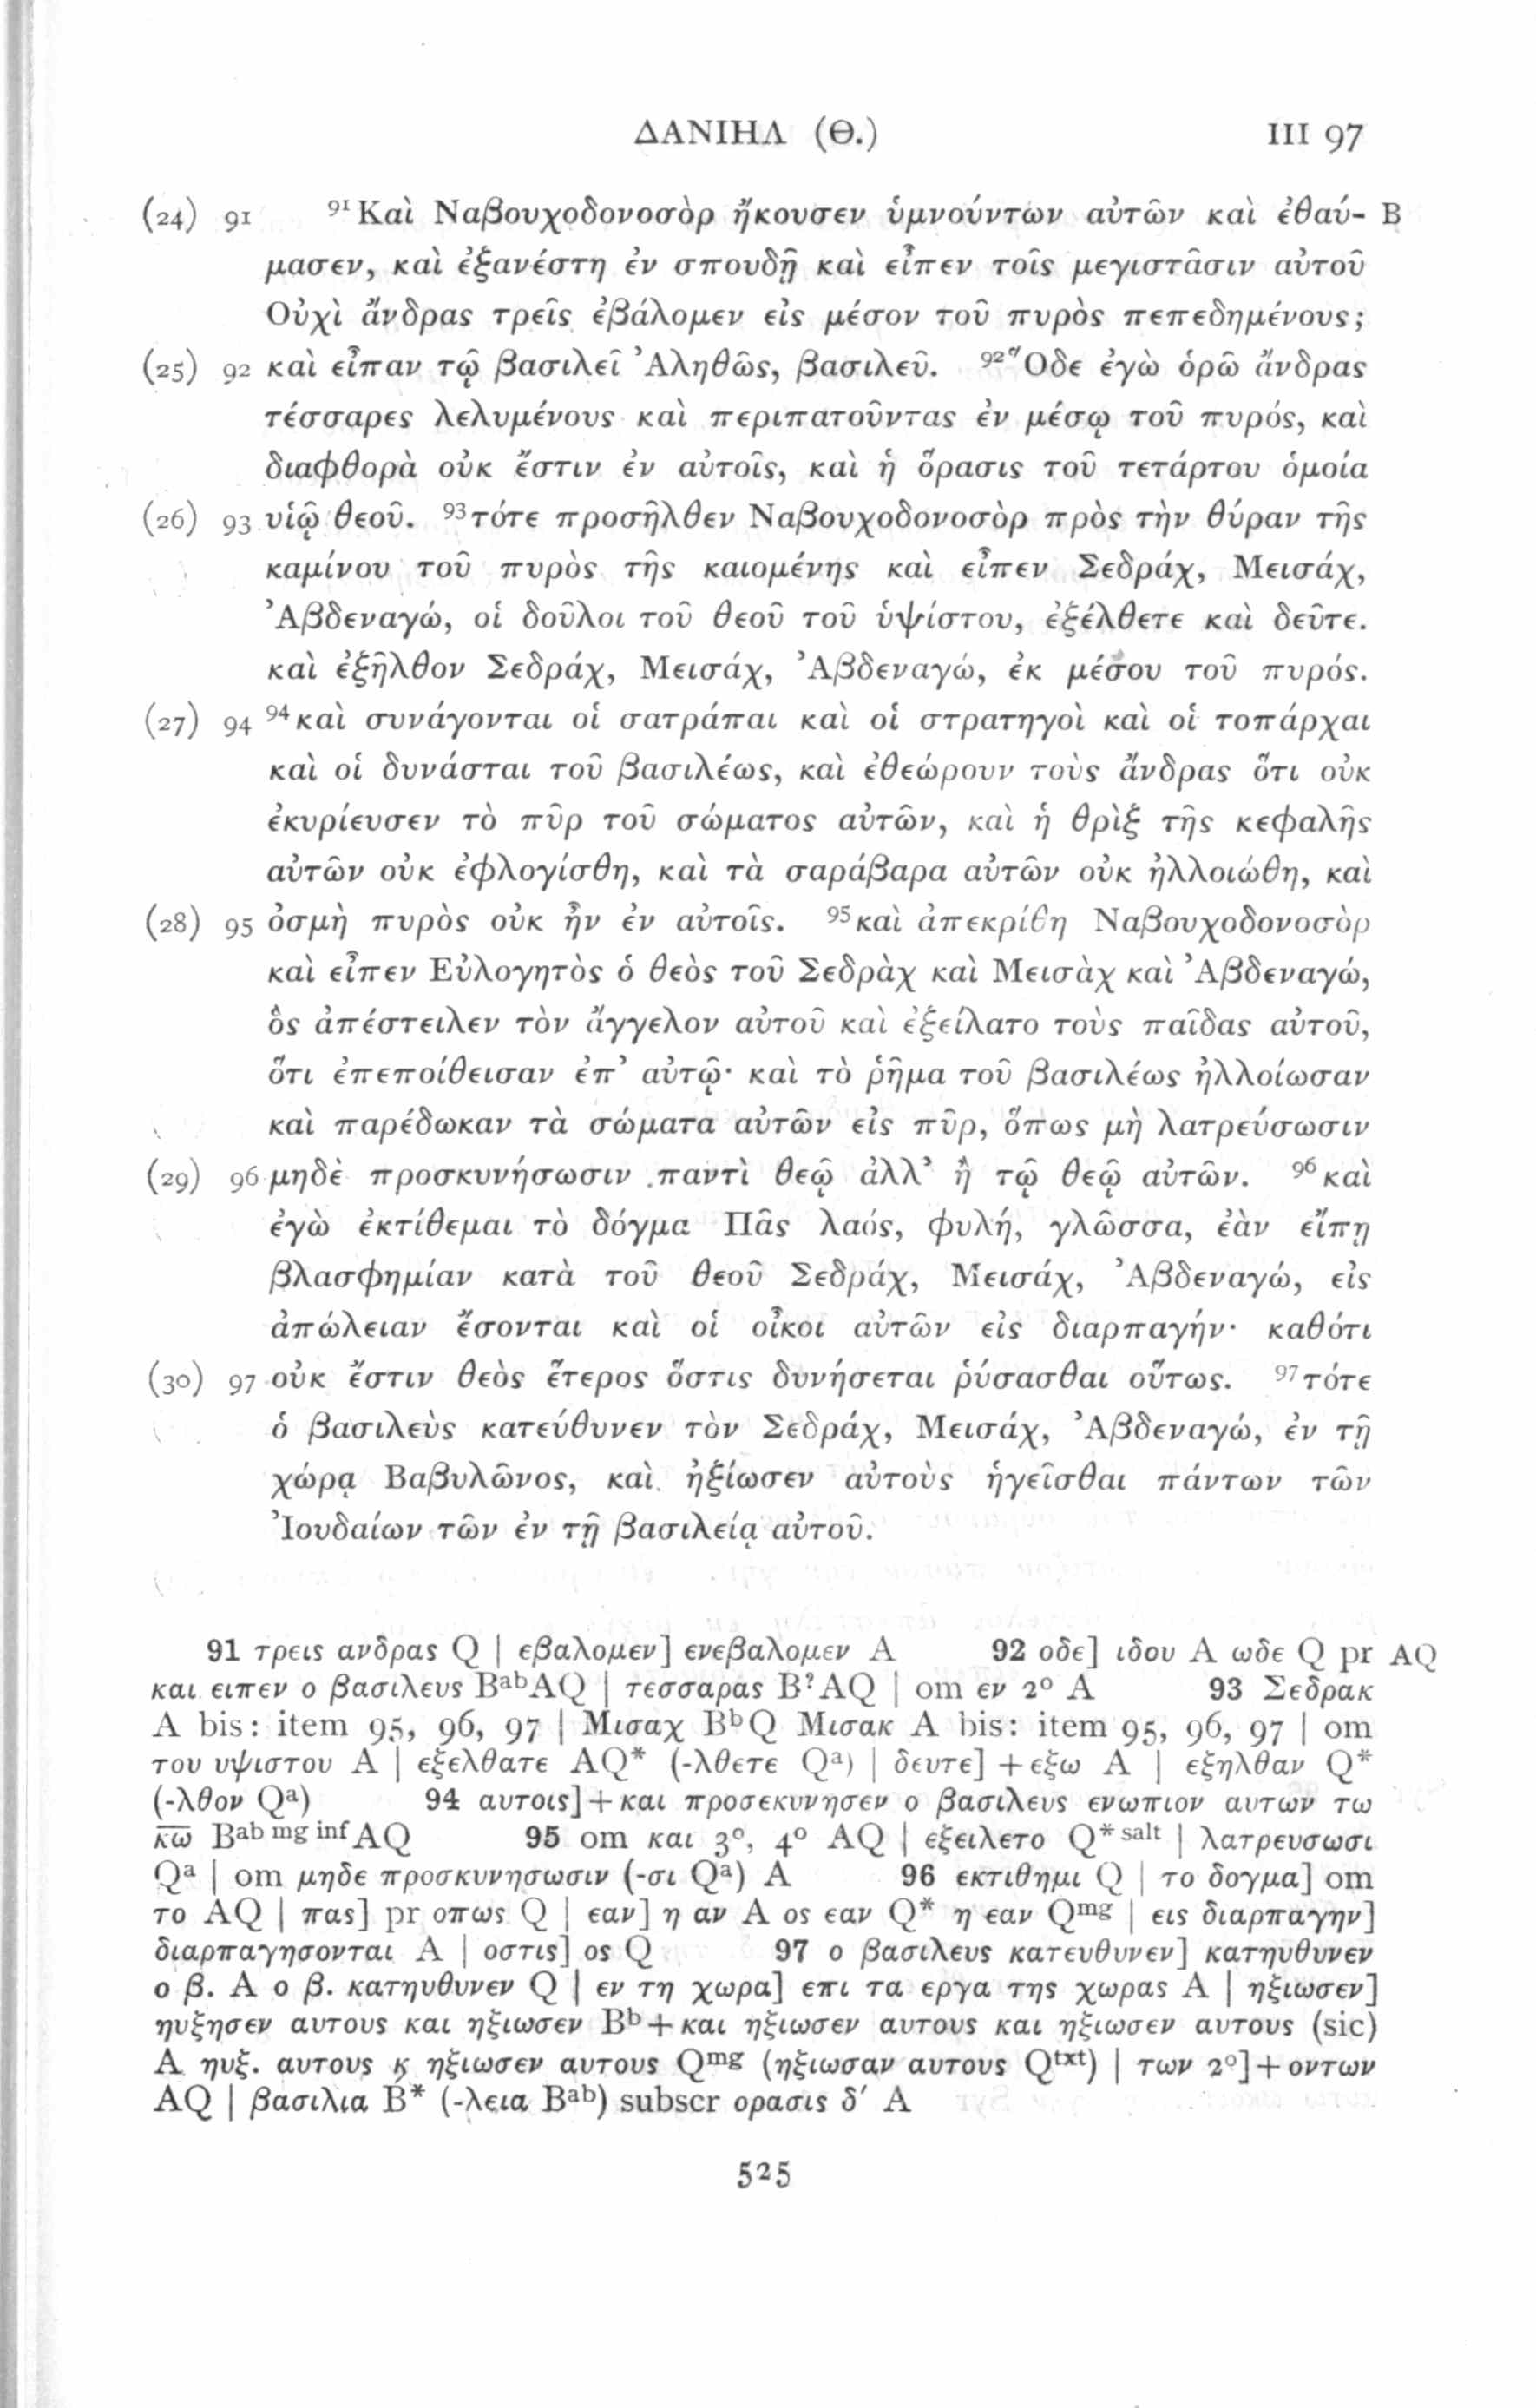 ΔΑΝΙΗΛ (Θ.) III 97
(24) 91 ⁹¹Καὶ Ναβουχοδονοσὸρ ἤκουσεν ὑμνούντων αὐτῶν καὶ ἐθαύ- B
μασεν, καὶ ἐξανέστη ἐν σπουδῇ καὶ εἶπεν τοῖς μεγιστᾶσιν αὐτοῦ
Οὐχὶ ἄνδρας τρεῖς ἐβάλομεν εἰς μέσον τοῦ πυρὸς πεπεδημένους;
(25) 92 καὶ εἶπαν τῷ βασιλεῖ Ἀληθῶς, βασιλεῦ. ⁹²Ὅδε ἐγὼ ὁρῶ ἄνδρας
τέσσαρες λελυμένους καὶ περιπατοῦντας ἐν μέσῳ τοῦ πυρός, καὶ
διαφθορὰ οὐκ ἔστιν ἐν αὐτοῖς, καὶ ἡ ὅρασις τοῦ τετάρτου ὁμοία
(26) 93 υἱῷ θεοῦ. ⁹³τότε προσῆλθεν Ναβουχοδονοσὸρ πρὸς τὴν θύραν τῆς
καμίνου τοῦ πυρὸς τῆς καιομένης καὶ εἶπεν Σεδράχ, Μεισάχ,
Ἀβδεναγώ, οἱ δοῦλοι τοῦ θεοῦ τοῦ ὑψίστου, ἐξέλθετε καὶ δεῦτε.
καὶ ἐξῆλθον Σεδράχ, Μεισάχ, Ἀβδεναγώ, ἐκ μέσου τοῦ πυρός.
(27) 94 ⁹⁴καὶ συνάγονται οἱ σατράπαι καὶ οἱ στρατηγοὶ καὶ οἱ τοπάρχαι
καὶ οἱ δυνάσται τοῦ βασιλέως, καὶ ἐθεώρουν τοὺς ἄνδρας ὅτι οὐκ
ἐκυρίευσεν τὸ πῦρ τοῦ σώματος αὐτῶν, καὶ ἡ θρὶξ τῆς κεφαλῆς
αὐτῶν οὐκ ἐφλογίσθη, καὶ τὰ σαράβαρα αὐτῶν οὐκ ἠλλοιώθη, καὶ
(28) 95 ὀσμὴ πυρὸς οὐκ ἦν ἐν αὐτοῖς. ⁹⁵καὶ ἀπεκρίθη Ναβουχοδονοσὸρ
καὶ εἶπεν Εὐλογητὸς ὁ θεὸς τοῦ Σεδρὰχ καὶ Μεισὰχ καὶ Ἀβδεναγώ,
ὃς ἀπέστειλεν τὸν ἄγγελον αὐτοῦ καὶ ἐξείλατο τοὺς παῖδας αὐτοῦ,
ὅτι ἐπεποίθεισαν ἐπ’ αὐτῷ· καὶ τὸ ῥῆμα τοῦ βασιλέως ἠλλοίωσαν
καὶ παρέδωκαν τὰ σώματα αὐτῶν εἰς πῦρ, ὅπως μὴ λατρεύσωσιν
(29) 96 μηδὲ προσκυνήσωσιν παντὶ θεῷ ἀλλ’ ἢ τῷ θεῷ αὐτῶν. ⁹⁶καὶ
ἐγὼ ἐκτίθεμαι τὸ δόγμα Πᾶς λαός, φυλή, γλῶσσα, ἐὰν εἴπῃ
βλασφημίαν κατὰ τοῦ θεοῦ Σεδράχ, Μεισάχ, Ἀβδεναγώ, εἰς
ἀπώλειαν ἔσονται καὶ οἱ οἶκοι αὐτῶν εἰς διαρπαγήν· καθότι
(30) 97 οὐκ ἔστιν θεὸς ἕτερος ὅστις δυνήσεται ῥύσασθαι οὕτως. ⁹⁷τότε
ὁ βασιλεὺς κατεύθυνεν τὸν Σεδράχ, Μεισάχ, Ἀβδεναγώ, ἐν τῇ
χώρᾳ Βαβυλῶνος, καὶ ἠξίωσεν αὐτοὺς ἡγεῖσθαι πάντων τῶν
Ἰουδαίων τῶν ἐν τῇ βασιλείᾳ αὐτοῦ.
91 τρεις ανδρας Q | εβαλομεν] ενεβαλομεν A 92 οδε] ιδου A ωδε Q pr AQ
και ειπεν ο βασιλευς BᵃᵇAQ | τεσσαρας B?AQ | om εν 2° A 93 Σεδρακ
A bis: item 95, 96, 97 | Μισαχ BᵇQ Μισακ A bis: item 95, 96, 97 | om
του υψιστου A | εξελθατε AQ* (-λθετε Qᵃ) | δευτε] + εξω A | εξηλθαν Q*
(-λθον Qᵃ) 94 αυτοις] + και προσεκυνησεν ο βασιλευς ενωπιον αυτων τω
κ̅ω̅ Bᵃᵇ ᵐᵍ ⁱⁿᶠ AQ 95 om και 3°, 4° AQ | εξειλετο Q* ˢᵃˡᵗ | λατρευσωσι
Qᵃ | om μηδε προσκυνησωσιν (-σι Qᵃ) A 96 εκτιθημι Q | το δογμα] om
το AQ | πας] pr οπως Q | εαν] η αν A ος εαν Q* η εαν Qᵐᵍ | εις διαρπαγην]
διαρπαγησονται A | οστις] ος Q 97 ο βασιλευς κατευθυνεν] κατηυθυνεν
ο β. A ο β. κατηυθυνεν Q | εν τη χωρα] επι τα εργα της χωρας A | ηξιωσεν]
ηυξησεν αυτους και ηξιωσεν Bᵇ + και ηξιωσεν αυτους και ηξιωσεν αυτους (sic)
A ηυξ. αυτους ϗ ηξιωσεν αυτους Qᵐᵍ (ηξιωσαν αυτους Qᵗˣᵗ) | των 2°] + οντων
AQ | βασιλια B* (-λεια Bᵃᵇ) subscr ορασις δ′ A
525